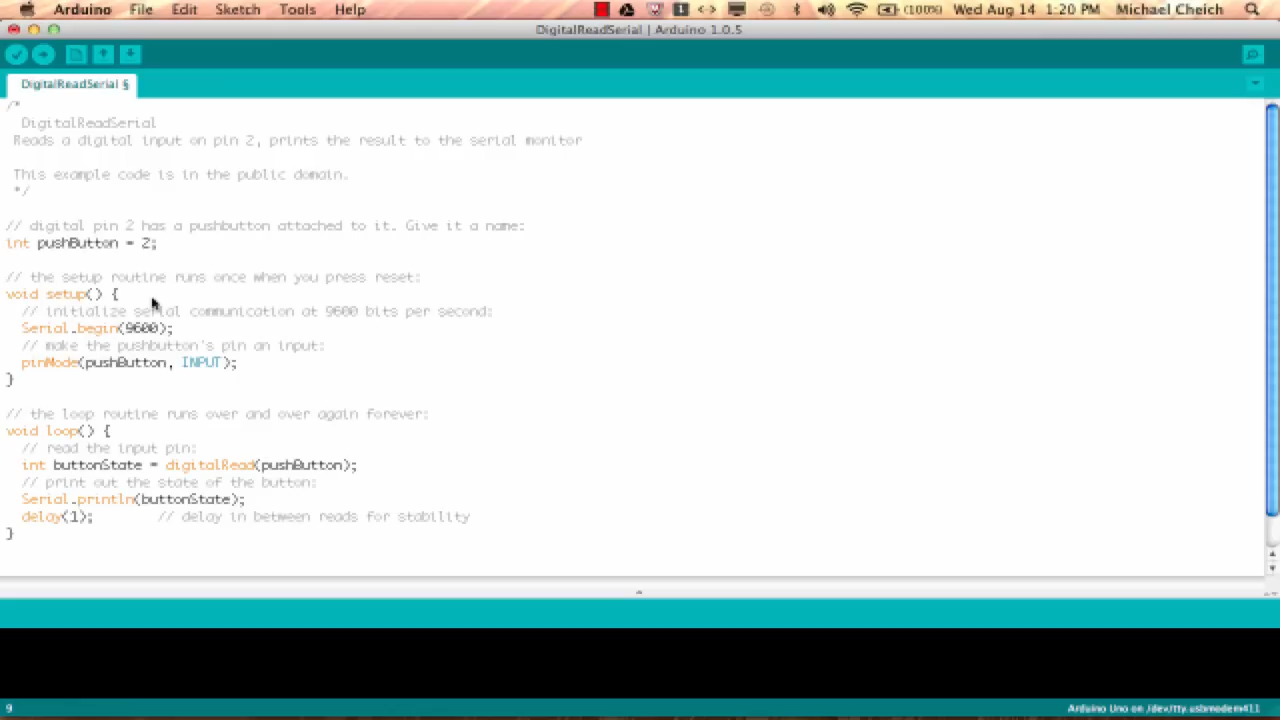 Arduino File Edit Sketch Tools Help 1 (100%) Wed Aug 14 1:20 PM Michael Cheich
DigitalReadSerial | Arduino 1.0.5
DigitalReadSerial §
/*
DigitalReadSerial
Reads a digital input on pin 2, prints the result to the serial monitor
This example code is in the public domain.
*/
// digital pin 2 has a pushbutton attached to it. Give it a name:
int pushButton = 2;
// the setup routine runs once when you press reset:
void setup() {
// initialize serial communication at 9600 bits per second:
Serial.begin(9600);
// make the pushbutton's pin an input:
pinMode(pushButton, INPUT);
}
// the loop routine runs over and over again forever:
void loop() {
// read the input pin:
int buttonState = digitalRead(pushButton);
// print out the state of the button:
Serial.println(buttonState);
delay(1); // delay in between reads for stability
}
9 Arduino Uno on /dev/tty.usbmodem411